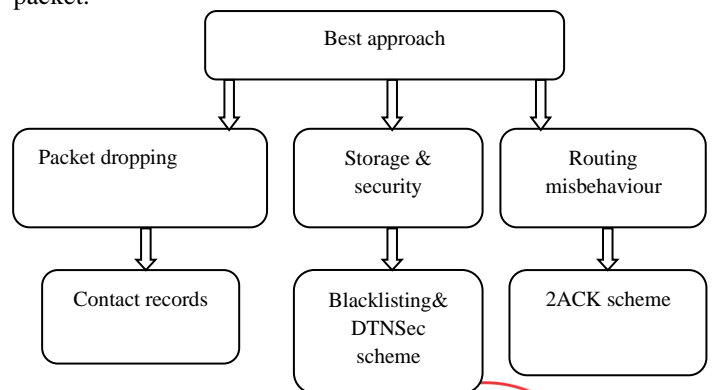 packet.
Best approach
Packet dropping
Storage &
security
Routing
misbehaviour
Contact records
Blacklisting&
DTNSec
scheme
2ACK scheme